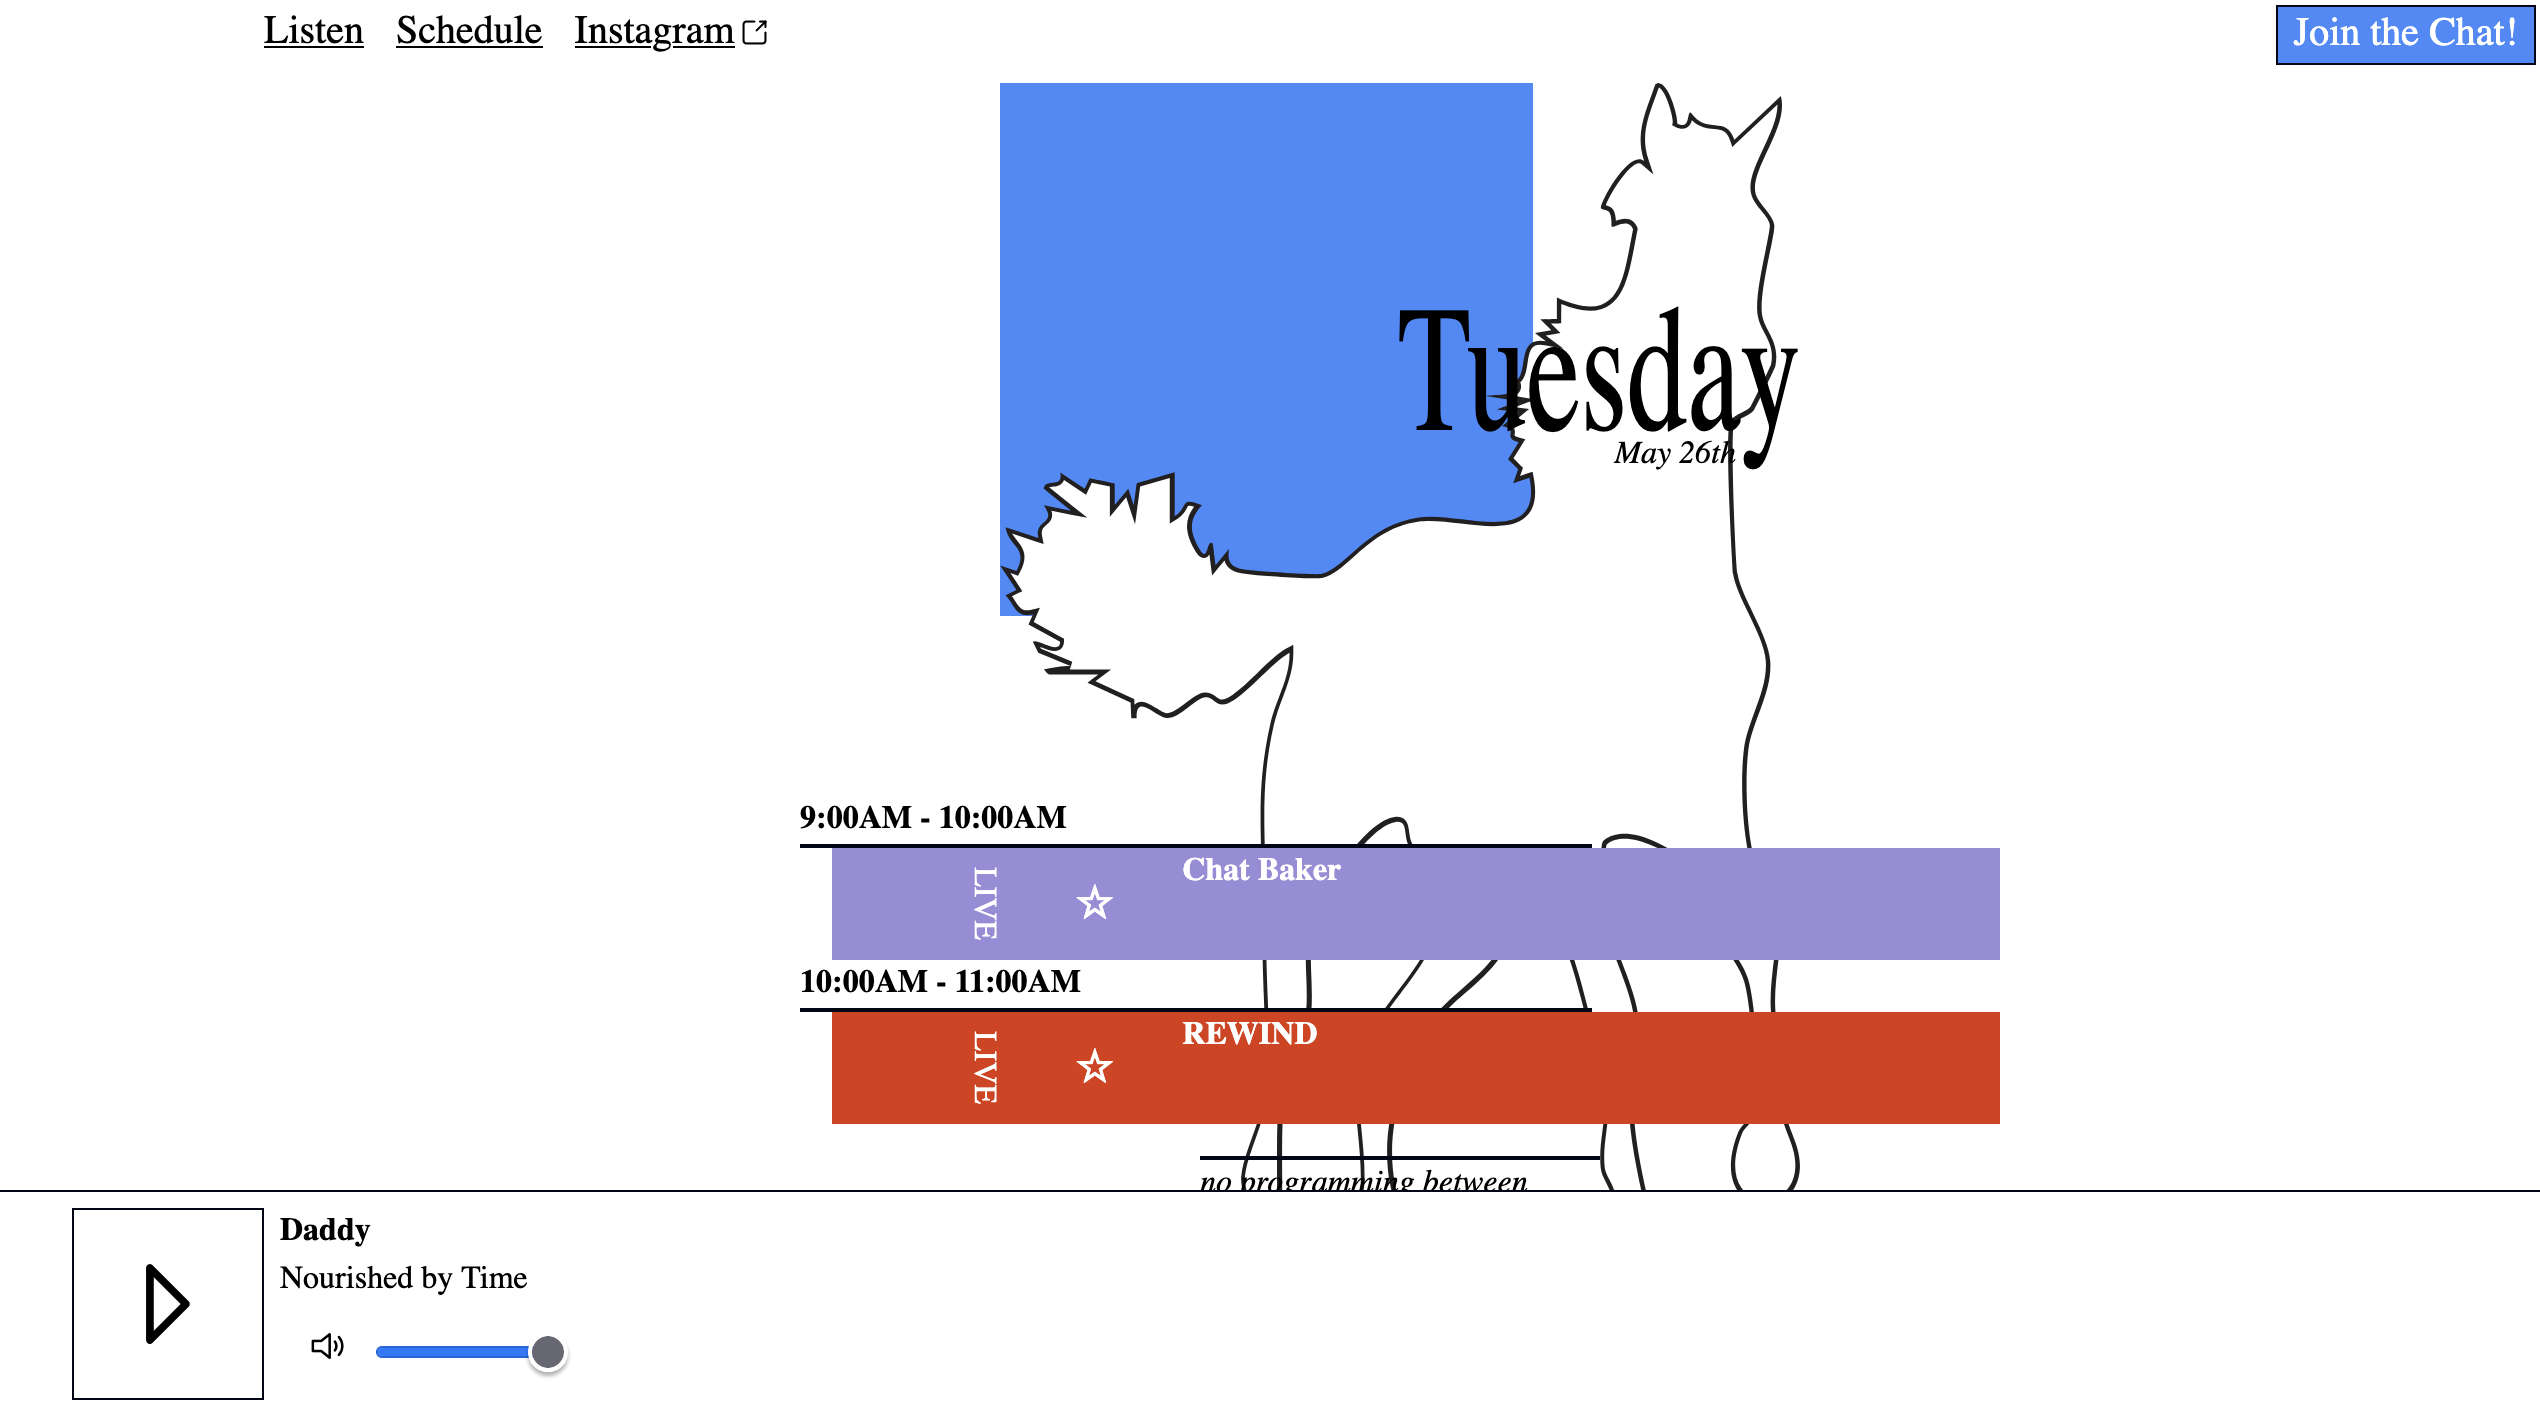 Listen Schedule Instagram
Join the Chat!
Tuesday
May 26th
9:00AM - 10:00AM
LIVE
Chat Baker
10:00AM - 11:00AM
LIVE
REWIND
no programming between
Daddy
Nourished by Time